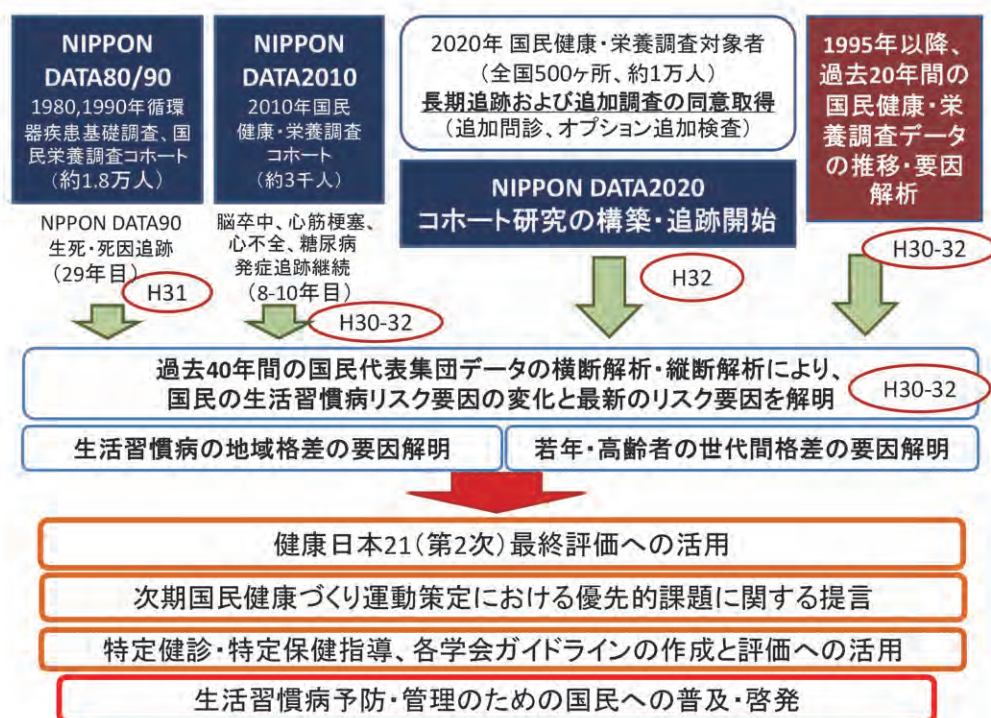 NIPPON
DATA80/90
1980,1990年循環
器疾患基礎調査、国
民栄養調査コホート
(約1.8万人)
NPPON DATA90
生死・死因追跡
(29年目)
H31
NIPPON
DATA2010
2010年国民
健康・栄養調査
コホート
(約3千人)
脳卒中、心筋梗塞、
心不全、糖尿病
発症追跡継続
(8-10年目)
H30-32
2020年 国民健康・栄養調査対象者
(全国500ヶ所、約1万人)
長期追跡および追加調査の同意取得
(追加問診、オプション追加検査)
NIPPON DATA2020
コホート研究の構築・追跡開始
H32
1995年以降、
過去20年間の
国民健康・栄
養調査データ
の推移・要因
解析
H30-32
過去40年間の国民代表集団データの横断解析・縦断解析により、
国民の生活習慣病リスク要因の変化と最新のリスク要因を解明
H30-32
生活習慣病の地域格差の要因解明
若年・高齢者の世代間格差の要因解明
健康日本21(第2次)最終評価への活用
次期国民健康づくり運動策定における優先的課題に関する提言
特定健診・特定保健指導、各学会ガイドラインの作成と評価への活用
生活習慣病予防・管理のための国民への普及・啓発